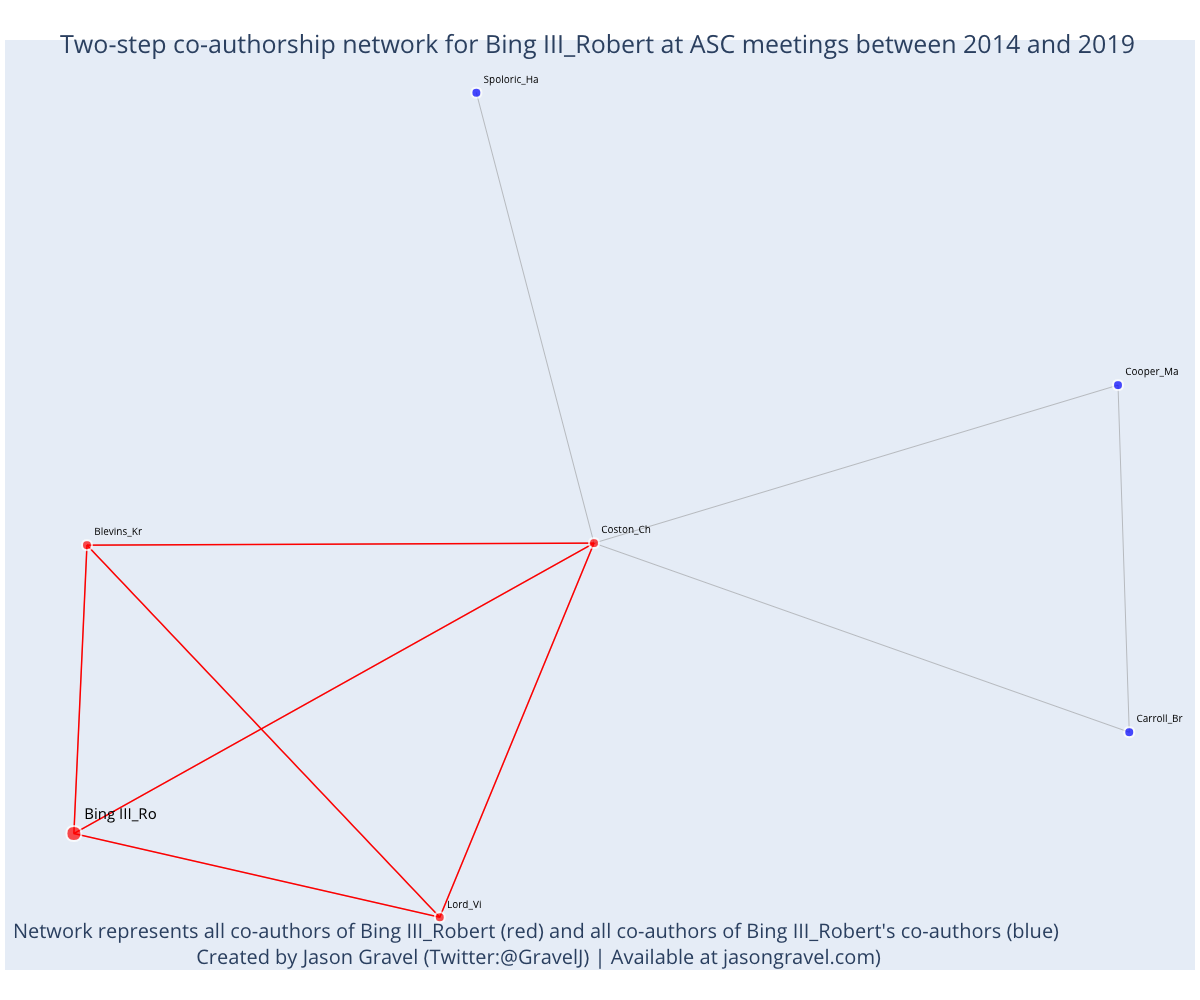 Two-step co-authorship network for Bing III_Robert at ASC meetings between 2014 and 2019
Spoloric_Ha
Cooper_Ma
Coston_Ch
Blevins_Kr
Carroll_Br
Bing III_Ro
Lord_Vi
Network represents all co-authors of Bing III_Robert (red) and all co-authors of Bing III_Robert's co-authors (blue)
Created by Jason Gravel (Twitter:@GravelJ) | Available at jasongravel.com)